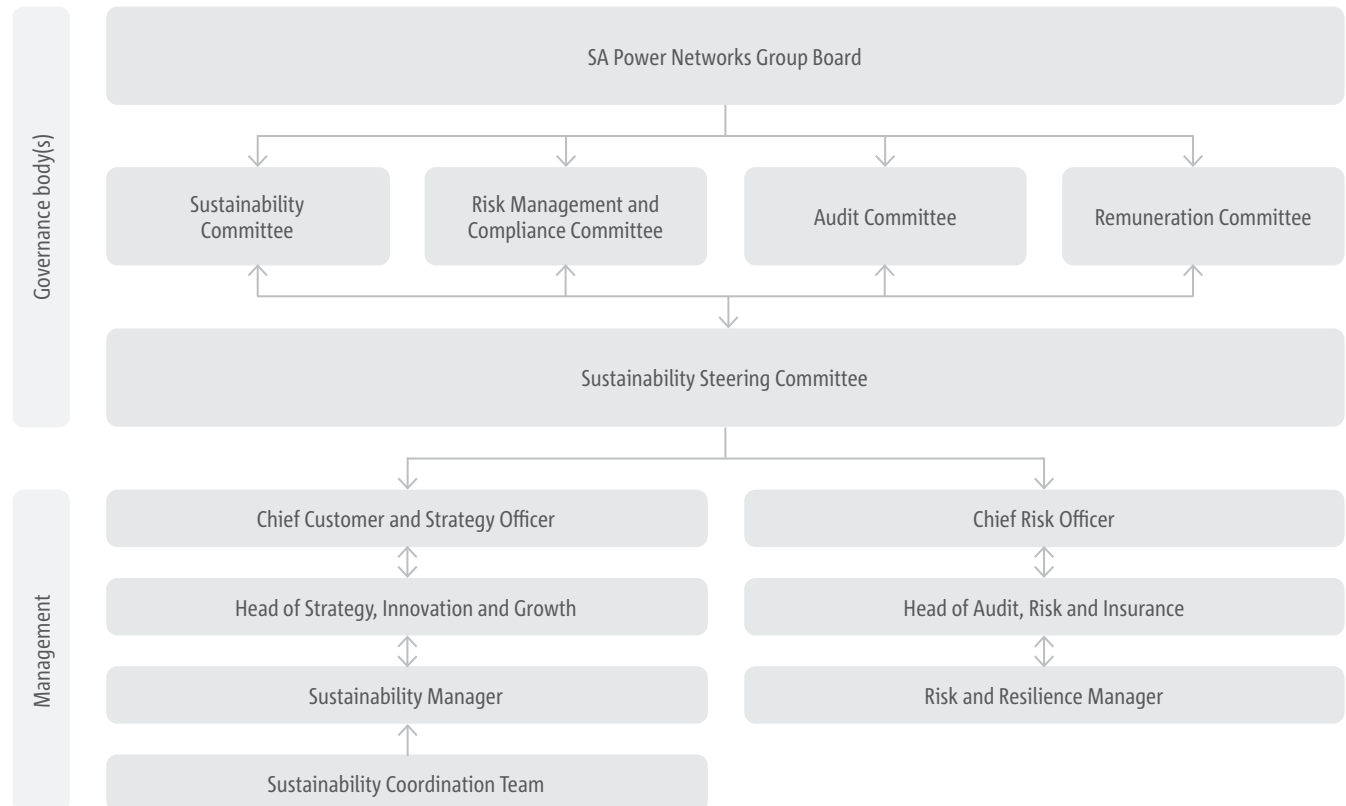 Governance body(s)
SA Power Networks Group Board
Sustainability
Committee
Risk Management and
Compliance Committee
Audit Committee
Remuneration Committee
Sustainability Steering Committee
Management
Chief Customer and Strategy Officer
Chief Risk Officer
Head of Strategy, Innovation and Growth
Head of Audit, Risk and Insurance
Sustainability Manager
Risk and Resilience Manager
Sustainability Coordination Team